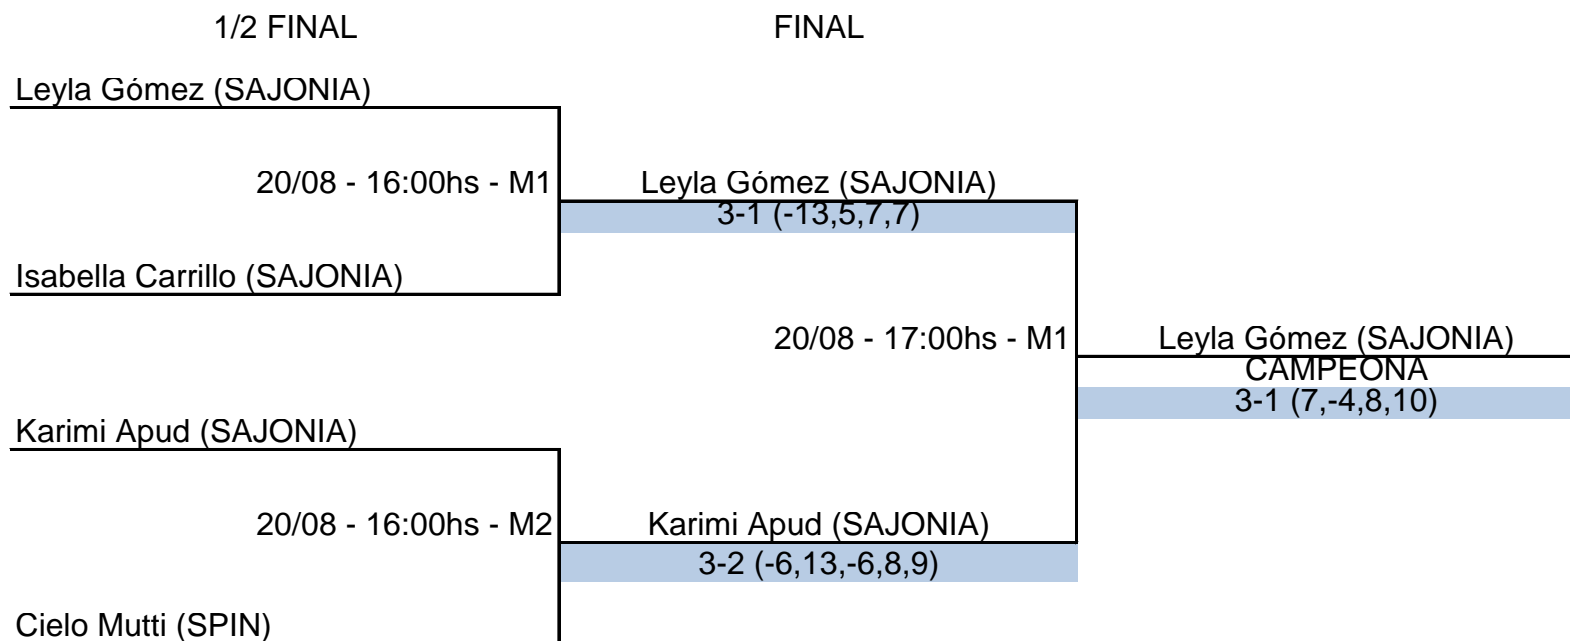 1/2 FINAL
FINAL
Leyla Gómez (SAJONIA)
20/08 - 16:00hs - M1
Leyla Gómez (SAJONIA)
3-1 (-13,5,7,7)
Isabella Carrillo (SAJONIA)
20/08 - 17:00hs - M1
Leyla Gómez (SAJONIA)
CAMPEONA
3-1 (7,-4,8,10)
Karimi Apud (SAJONIA)
20/08 - 16:00hs - M2
Karimi Apud (SAJONIA)
3-2 (-6,13,-6,8,9)
Cielo Mutti (SPIN)